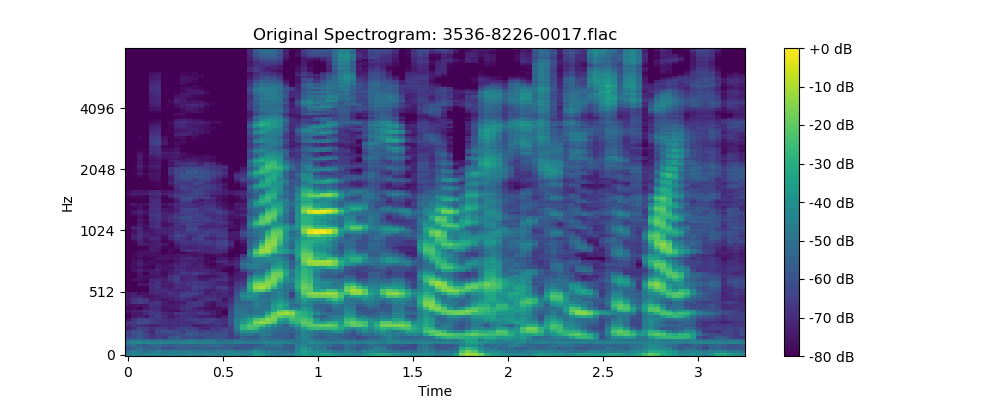 Original Spectrogram: 3536-8226-0017.flac
Hz
4096
2048
1024
512
0
0
0.5
1
1.5
2
2.5
3
Time
+0 dB
-10 dB
-20 dB
-30 dB
-40 dB
-50 dB
-60 dB
-70 dB
-80 dB